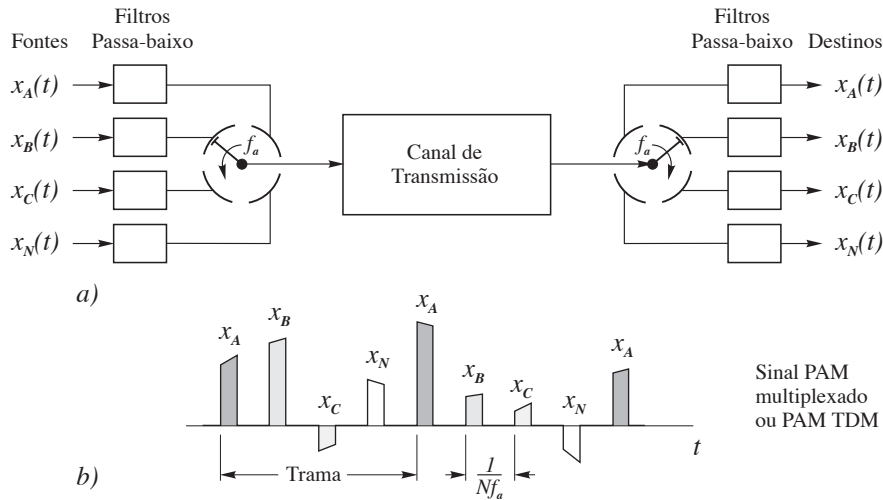 Filtros
Fontes Passa-baixo
Filtros
Passa-baixo Destinos
x_A(t)
x_B(t)
x_C(t)
x_N(t)
f_a
Canal de
Transmissão
f_a
x_A(t)
x_B(t)
x_C(t)
x_N(t)
a)
x_A
x_B
x_C
x_N
x_A
x_B
x_C
x_N
x_A
t
Sinal PAM
multiplexado
ou PAM TDM
b)
Trama
1
Nf_a